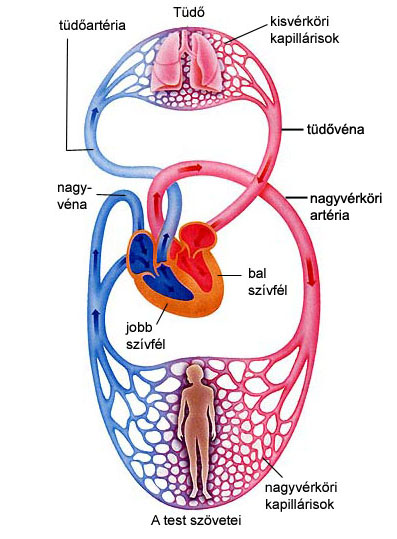 Tüdő
tüdőartéria
kisvérköri
kapillárisok
tüdővéna
nagy-
véna
nagyvérköri
artéria
bal
szívfél
jobb
szívfél
nagyvérköri
kapillárisok
A test szövetei